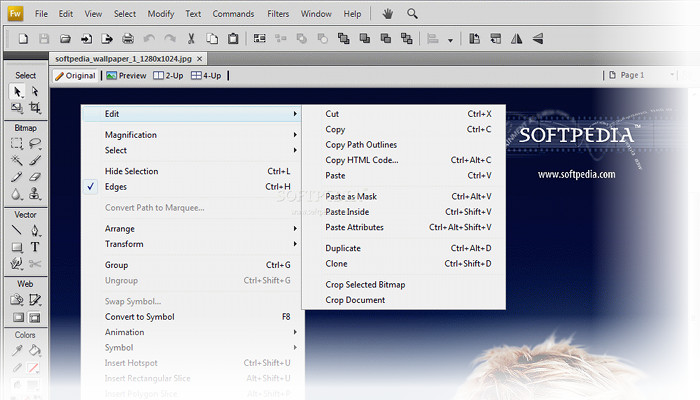 Fw File Edit View Select Modify Text Commands Filters Window Help
softpedia_wallpaper_1_1280x1024.jpg ×
Original Preview 2-Up 4-Up Page 1
Select
Bitmap
Vector
T
Web
Colors
Edit
Magnification
Select
Hide Selection Ctrl+L
Edges Ctrl+H
Convert Path to Marquee...
Arrange
Transform
Group Ctrl+G
Ungroup Ctrl+Shift+G
Swap Symbol...
Convert to Symbol F8
Animation
Symbol
Insert Hotspot Ctrl+Shift+U
Insert Rectangular Slice Alt+Shift+U
Insert Polygon Slice
Cut Ctrl+X
Copy Ctrl+C
Copy Path Outlines
Copy HTML Code... Ctrl+Alt+C
Paste Ctrl+V
Paste as Mask Ctrl+Alt+V
Paste Inside Ctrl+Shift+V
Paste Attributes Ctrl+Alt+Shift+V
Duplicate Ctrl+Alt+D
Clone Ctrl+Shift+D
Crop Selected Bitmap
Crop Document
SOFTPEDIA™
www.softpedia.com